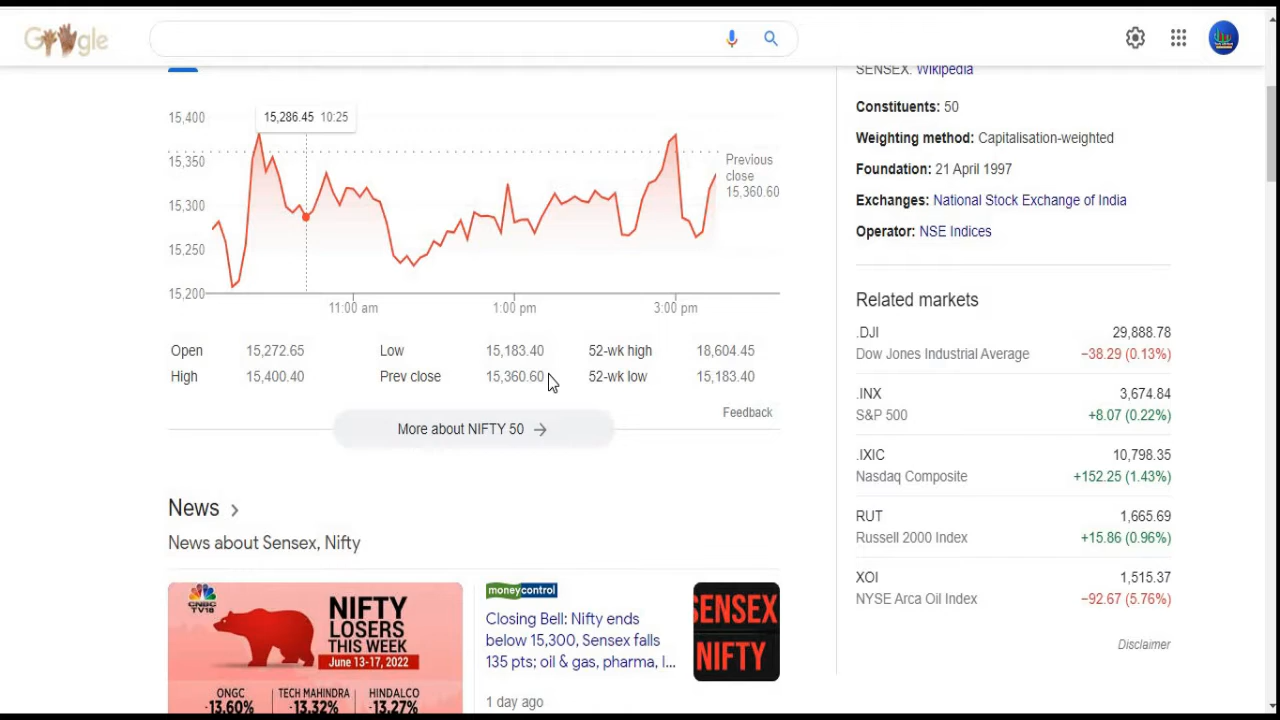 Google
SENSEX. Wikipedia
15,286.45 10:25
15,400
15,350
15,300
15,250
15,200
Previous
close
15,360.60
11:00 am 1:00 pm 3:00 pm
Open 15,272.65 Low 15,183.40 52-wk high 18,604.45
High 15,400.40 Prev close 15,360.60 52-wk low 15,183.40
Feedback
More about NIFTY 50 →
News >
News about Sensex, Nifty
CNBC
TV18
NIFTY
LOSERS
THIS WEEK
June 13-17, 2022
ONGC TECH MAHINDRA HINDALCO
-13.60% -13.32% -13.27%
moneycontrol
Closing Bell: Nifty ends
below 15,300, Sensex falls
135 pts; oil & gas, pharma, I...
1 day ago
SENSEX
NIFTY
Constituents: 50
Weighting method: Capitalisation-weighted
Foundation: 21 April 1997
Exchanges: National Stock Exchange of India
Operator: NSE Indices
Related markets
.DJI 29,888.78
Dow Jones Industrial Average −38.29 (0.13%)
.INX 3,674.84
S&P 500 +8.07 (0.22%)
.IXIC 10,798.35
Nasdaq Composite +152.25 (1.43%)
RUT 1,665.69
Russell 2000 Index +15.86 (0.96%)
XOI 1,515.37
NYSE Arca Oil Index −92.67 (5.76%)
Disclaimer